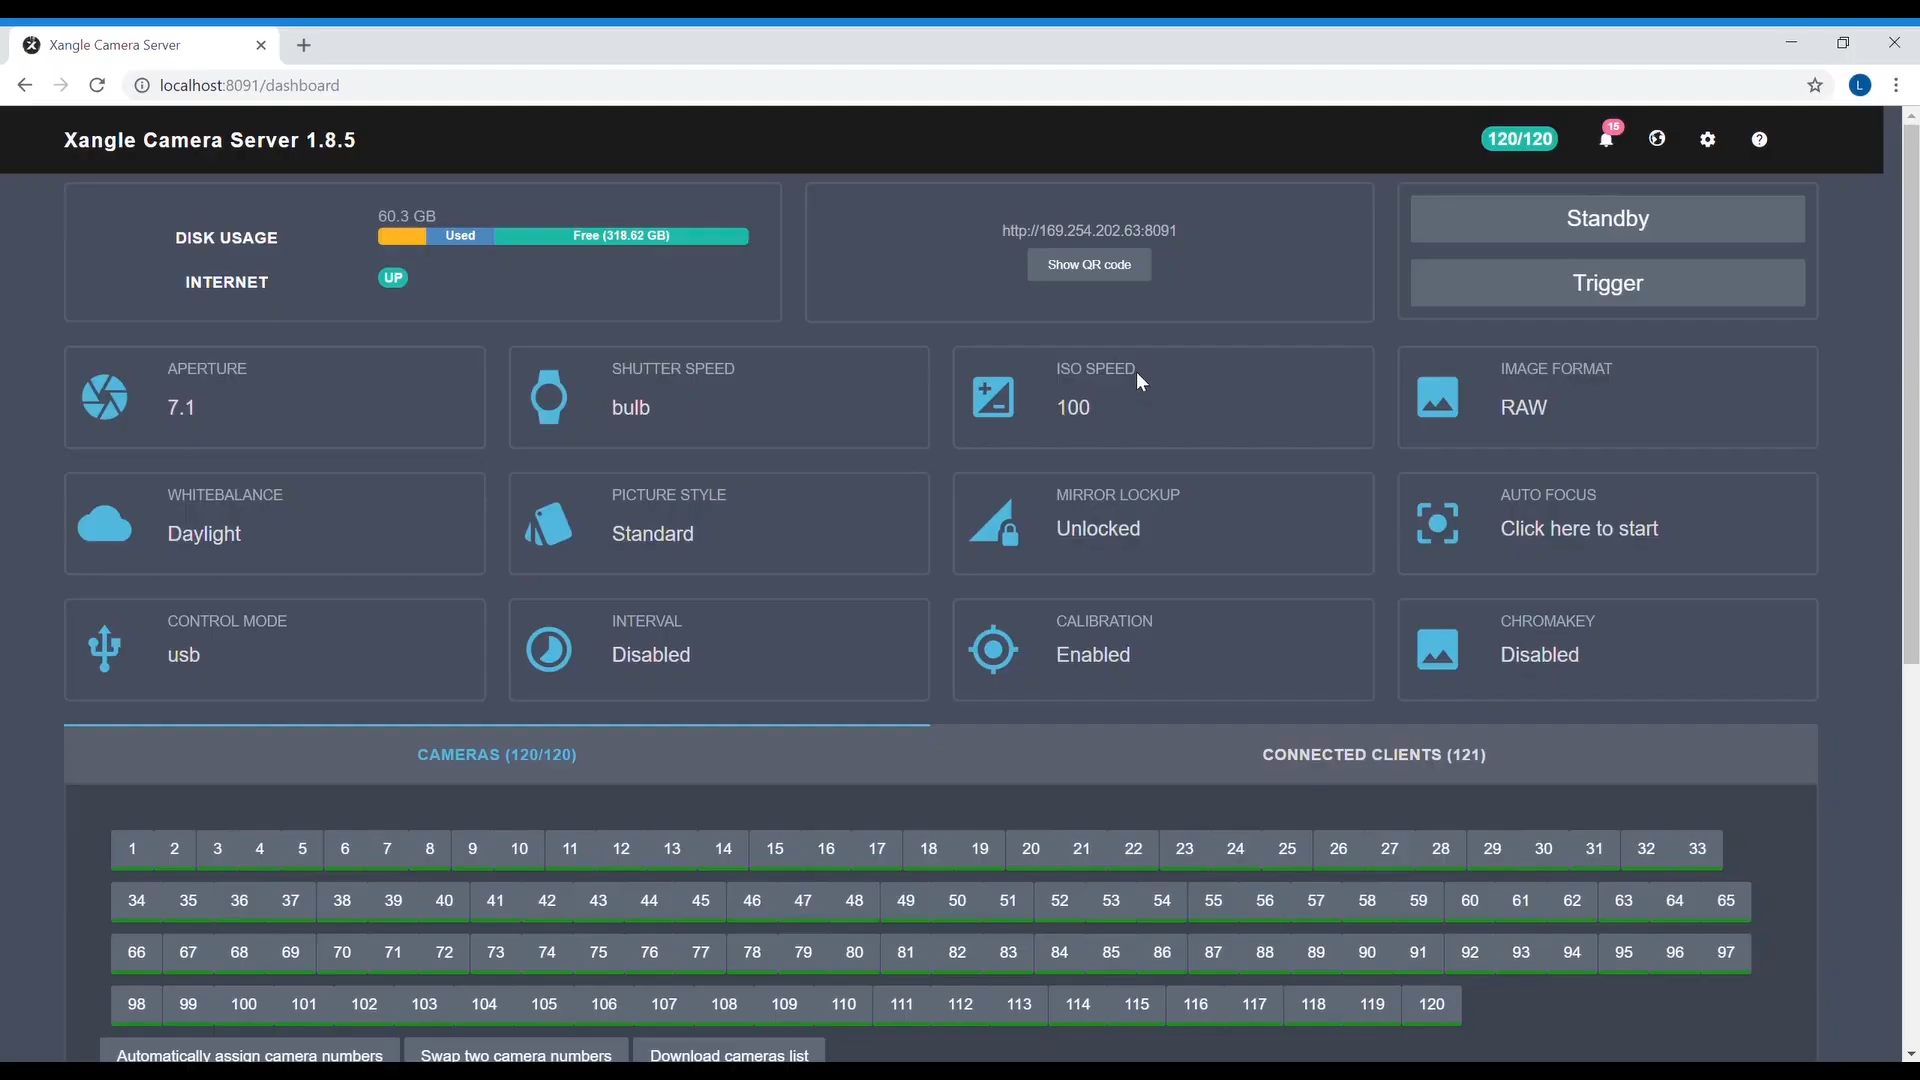 Xangle Camera Server
localhost:8091/dashboard
L
Xangle Camera Server 1.8.5
120/120
15
60.3 GB
DISK USAGE
Used
Free (318.62 GB)
INTERNET
UP
http://169.254.202.63:8091
Show QR code
Standby
Trigger
APERTURE
7.1
SHUTTER SPEED
bulb
ISO SPEED
100
IMAGE FORMAT
RAW
WHITEBALANCE
Daylight
PICTURE STYLE
Standard
MIRROR LOCKUP
Unlocked
AUTO FOCUS
Click here to start
CONTROL MODE
usb
INTERVAL
Disabled
CALIBRATION
Enabled
CHROMAKEY
Disabled
CAMERAS (120/120)
CONNECTED CLIENTS (121)
1 2 3 4 5 6 7 8 9 10 11 12 13 14 15 16 17 18 19 20 21 22 23 24 25 26 27 28 29 30 31 32 33
34 35 36 37 38 39 40 41 42 43 44 45 46 47 48 49 50 51 52 53 54 55 56 57 58 59 60 61 62 63 64 65
66 67 68 69 70 71 72 73 74 75 76 77 78 79 80 81 82 83 84 85 86 87 88 89 90 91 92 93 94 95 96 97
98 99 100 101 102 103 104 105 106 107 108 109 110 111 112 113 114 115 116 117 118 119 120
Automatically assign camera numbers
Swap two camera numbers
Download cameras list